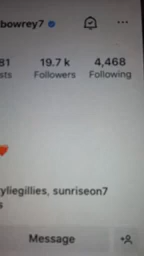 bowrey7
81 19.7 k 4,468
sts Followers Following
yliegillies, sunriseon7
s
Message